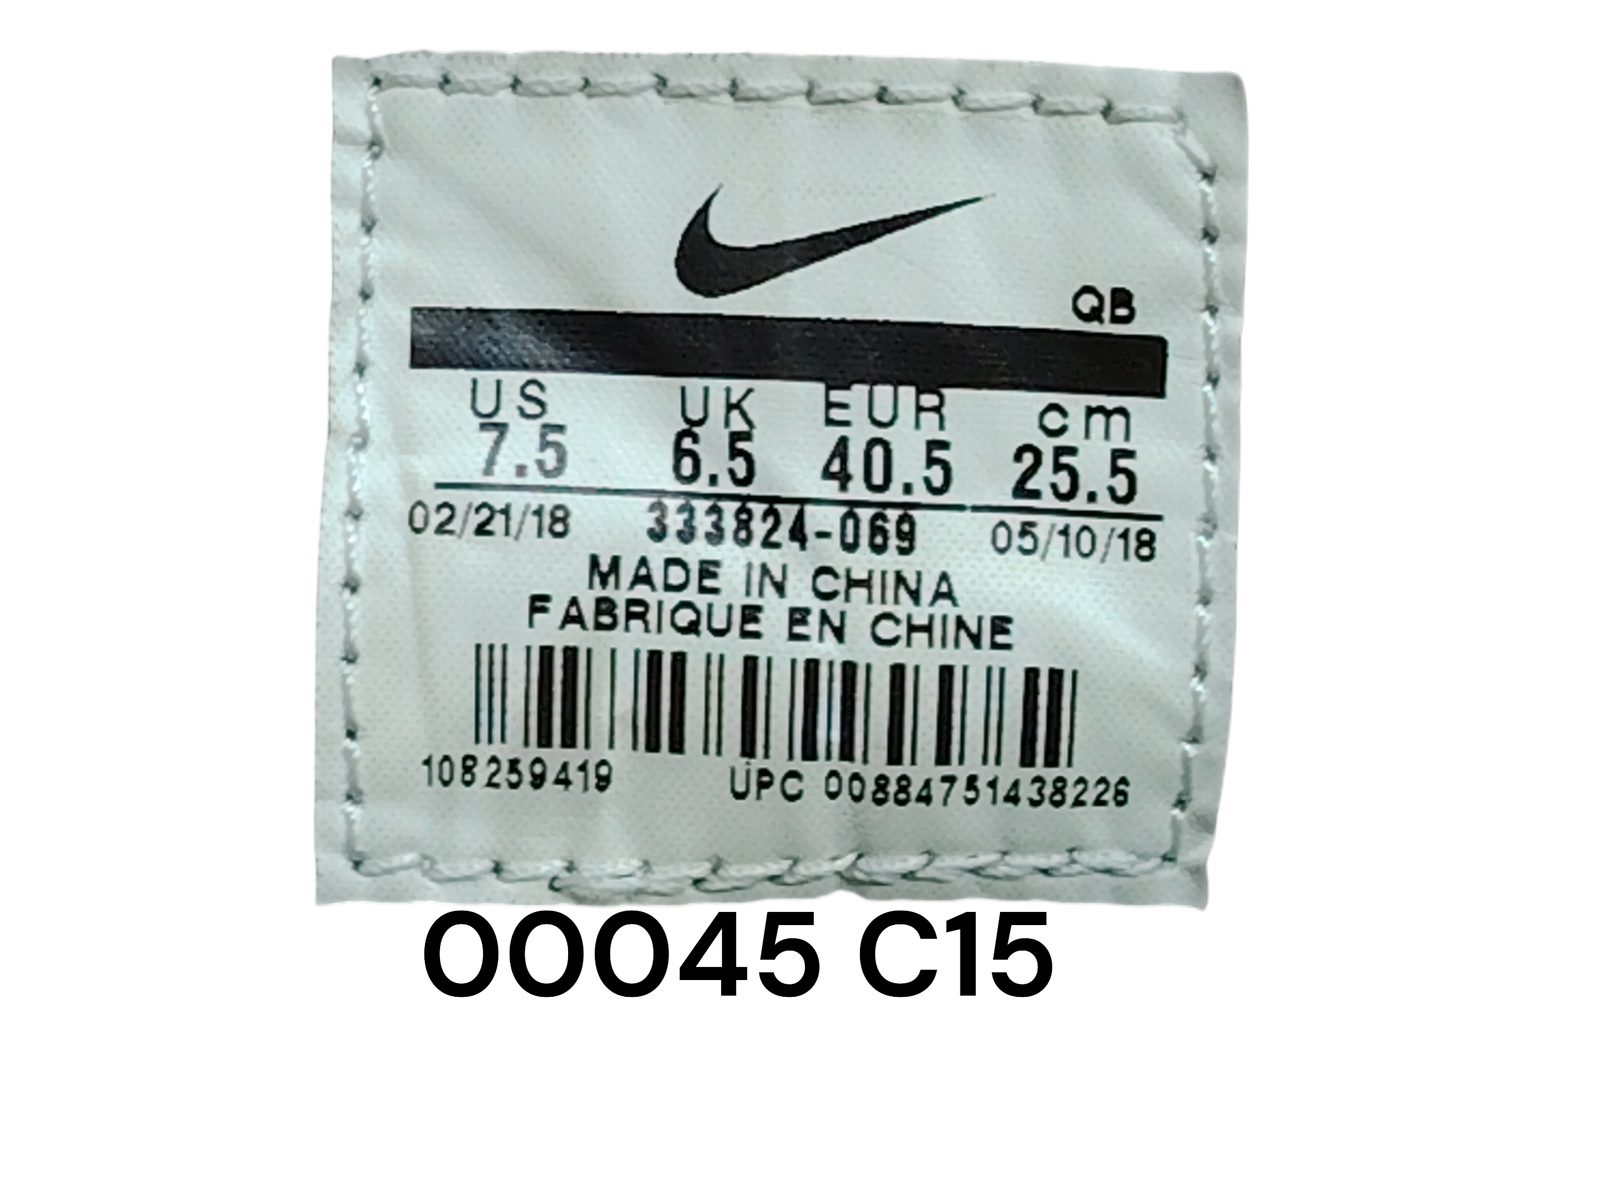 QB
US UK EUR cm
7.5 6.5 40.5 25.5
02/21/18 333824-069 05/10/18
MADE IN CHINA
FABRIQUE EN CHINE
108259419 UPC 00884751438226
00045 C15